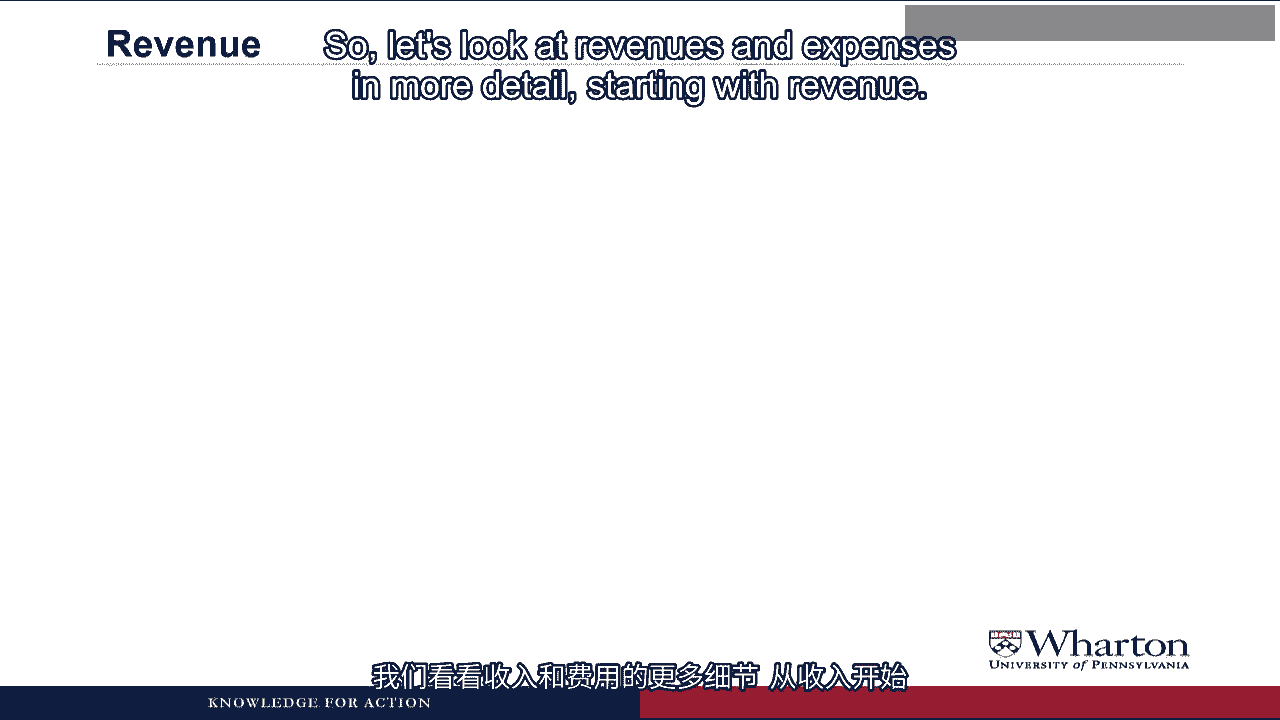 Revenue
So, let's look at revenues and expenses
in more detail, starting with revenue.
Wharton
UNIVERSITY of PENNSYLVANIA
我们看看收入和费用的更多细节 从收入开始
KNOWLEDGE FOR ACTION